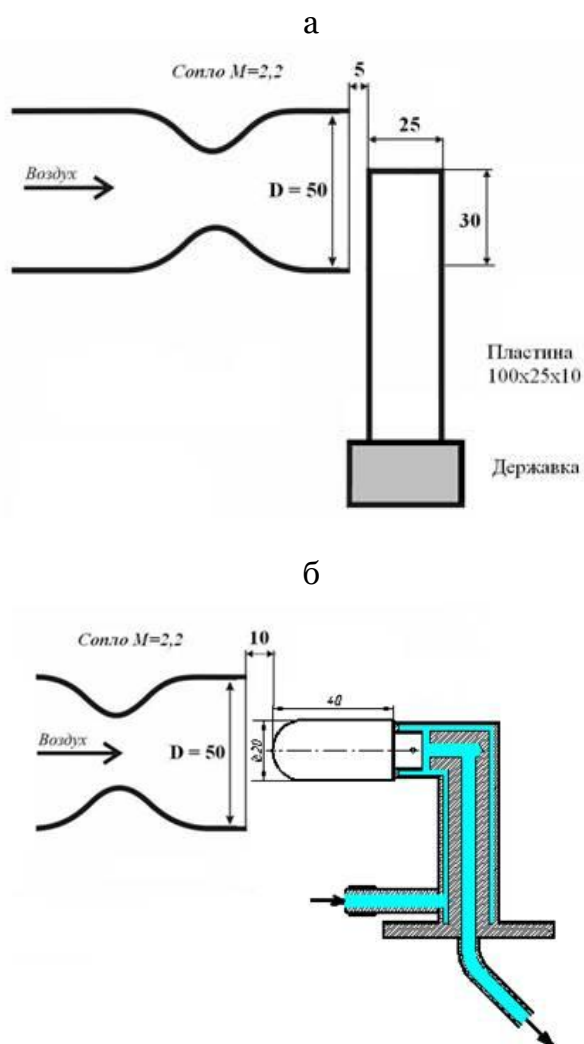 а
Сопло M=2,2
5
25
Воздух
D = 50
30
Пластина
100x25x10
Державка
б
Сопло M=2,2
10
40
Воздух
D = 50
⌀20